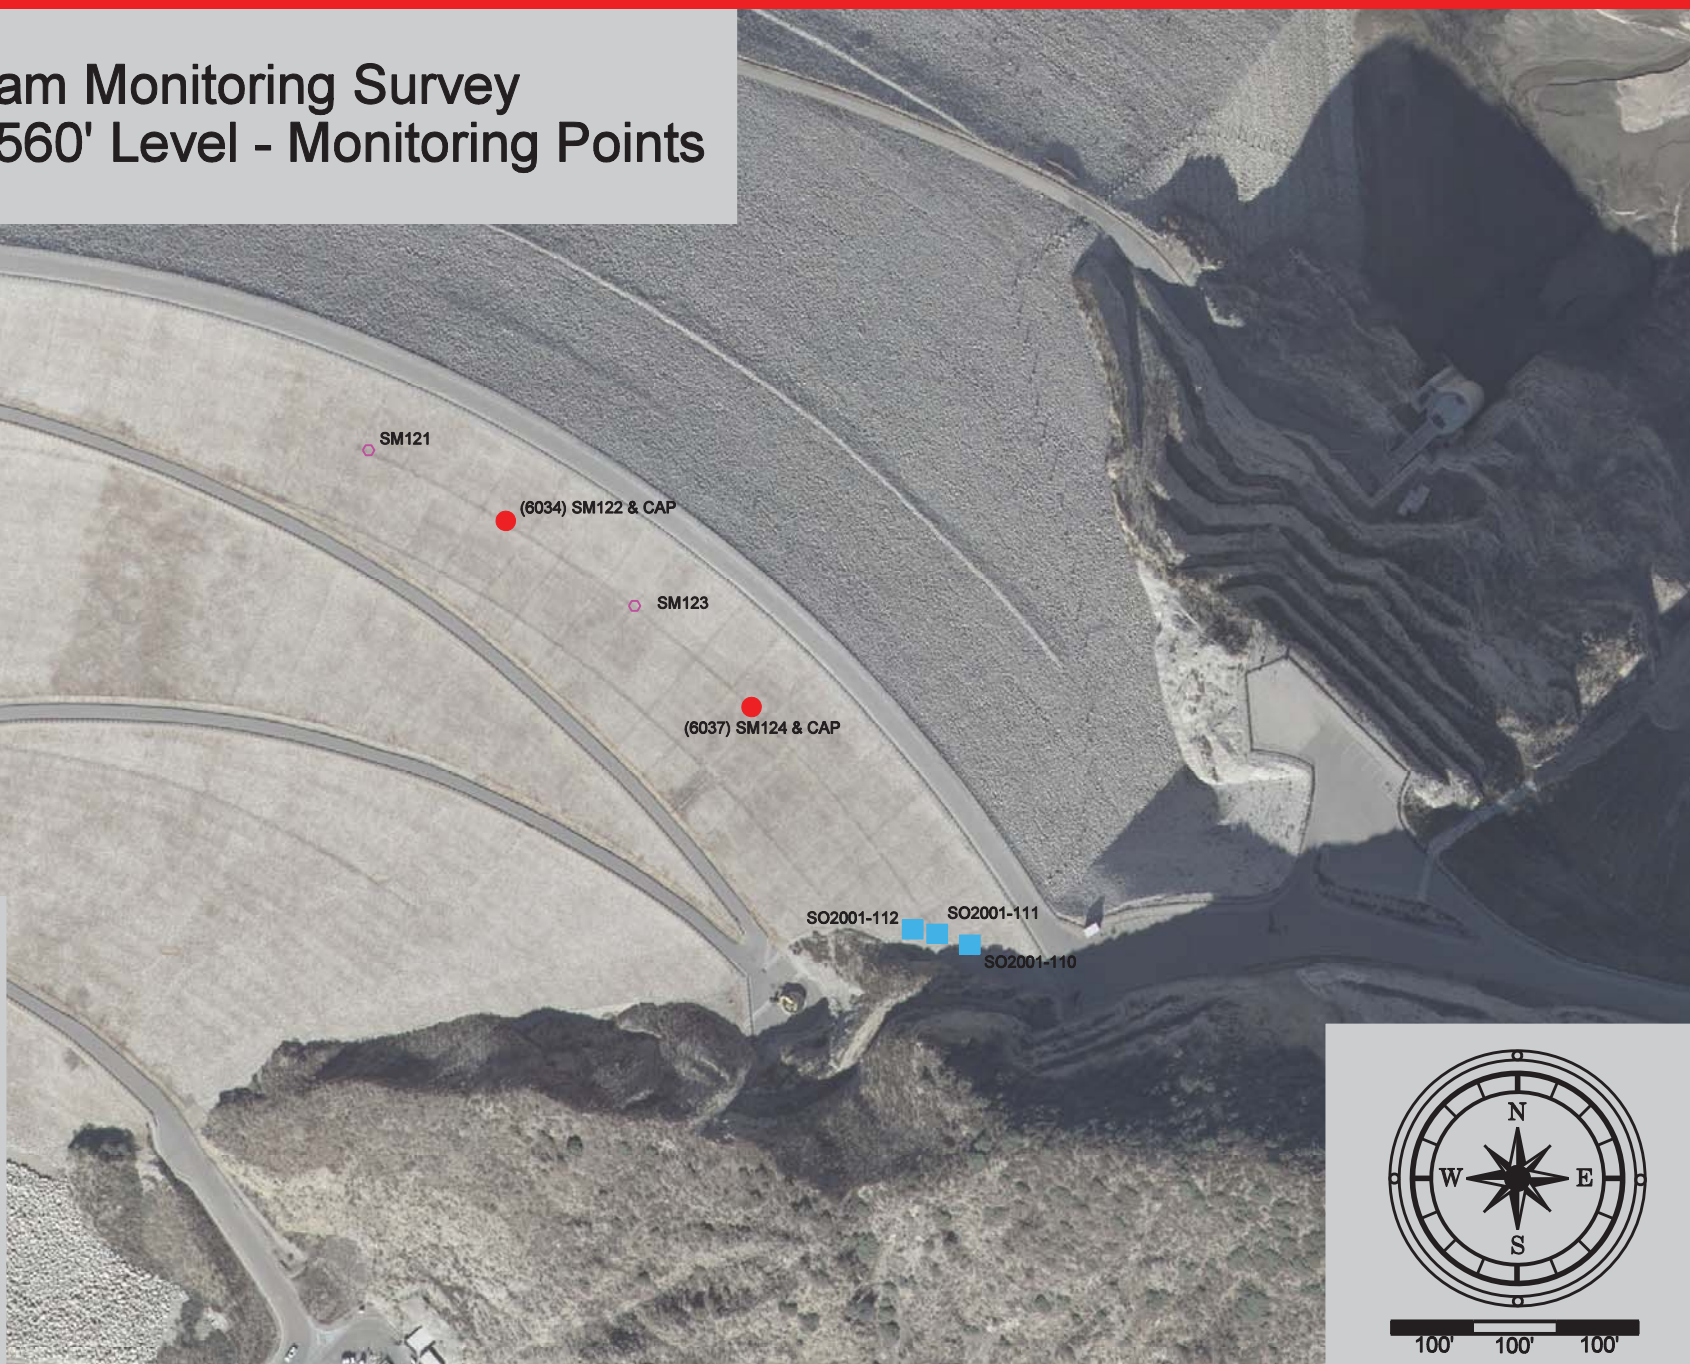 am Monitoring Survey
560' Level - Monitoring Points
SM121
(6034) SM122 & CAP
SM123
(6037) SM124 & CAP
SO2001-112
SO2001-111
SO2001-110
N
W E
S
100' 100' 100'